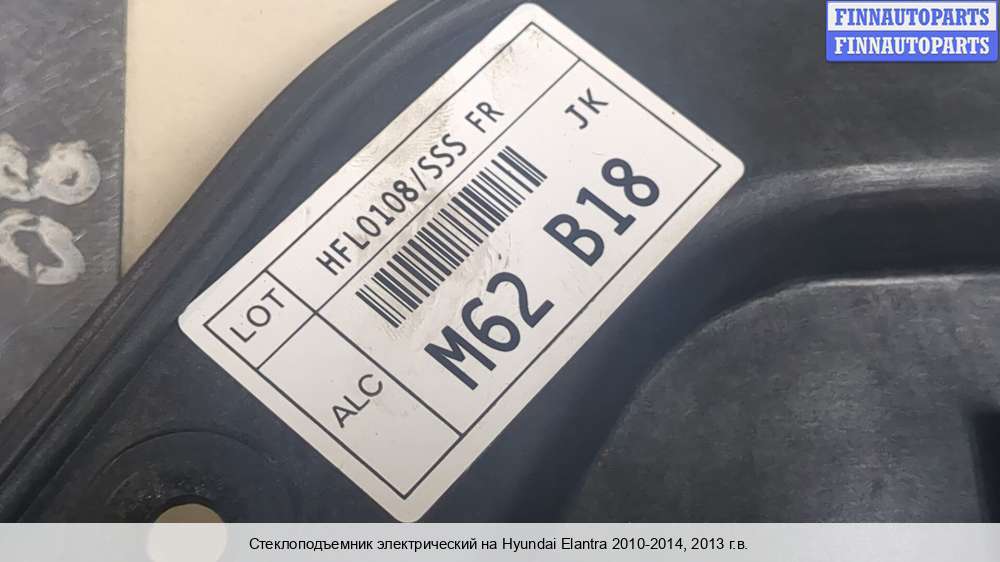 FINNAUTOPARTS
FINNAUTOPARTS
LOT
HFL0108/SSS FR
JK
ALC
M62 B18
Стеклоподъемник электрический на Hyundai Elantra 2010-2014, 2013 г.в.